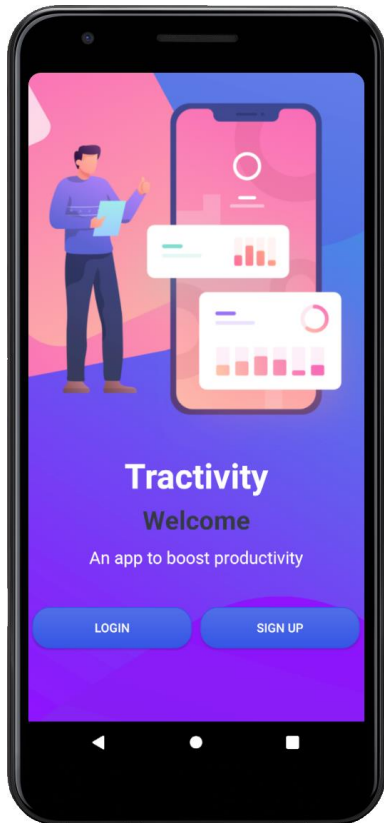 Tractivity
Welcome
An app to boost productivity
LOGIN
SIGN UP